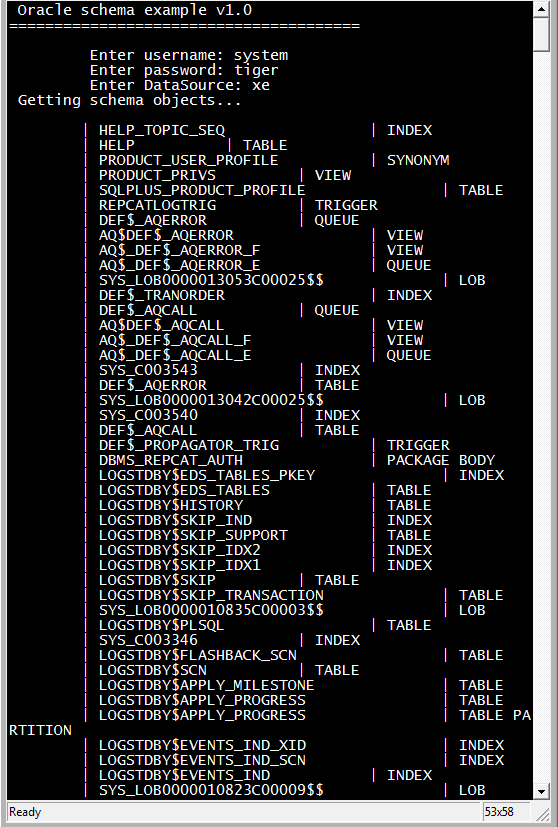 Oracle schema example v1.0
========================================
Enter username: system
Enter password: tiger
Enter DataSource: xe
Getting schema objects...
| HELP_TOPIC_SEQ | INDEX
| HELP | TABLE
| PRODUCT_USER_PROFILE | SYNONYM
| PRODUCT_PRIVS | VIEW
| SQLPLUS_PRODUCT_PROFILE | TABLE
| REPCATLOGTRIG | TRIGGER
| DEF$_AQERROR | QUEUE
| AQ$DEF$_AQERROR | VIEW
| AQ$_DEF$_AQERROR_F | VIEW
| AQ$_DEF$_AQERROR_E | QUEUE
| SYS_LOB0000013053C00025$$ | LOB
| DEF$_TRANORDER | INDEX
| DEF$_AQCALL | QUEUE
| AQ$DEF$_AQCALL | VIEW
| AQ$_DEF$_AQCALL_F | VIEW
| AQ$_DEF$_AQCALL_E | QUEUE
| SYS_C003543 | INDEX
| DEF$_AQERROR | TABLE
| SYS_LOB0000013042C00025$$ | LOB
| SYS_C003540 | INDEX
| DEF$_AQCALL | TABLE
| DEF$_PROPAGATOR_TRIG | TRIGGER
| DBMS_REPCAT_AUTH | PACKAGE BODY
| LOGSTDBY$EDS_TABLES_PKEY | INDEX
| LOGSTDBY$EDS_TABLES | TABLE
| LOGSTDBY$HISTORY | TABLE
| LOGSTDBY$SKIP_IND | INDEX
| LOGSTDBY$SKIP_SUPPORT | TABLE
| LOGSTDBY$SKIP_IDX2 | INDEX
| LOGSTDBY$SKIP_IDX1 | INDEX
| LOGSTDBY$SKIP | TABLE
| LOGSTDBY$SKIP_TRANSACTION | TABLE
| SYS_LOB0000010835C00003$$ | LOB
| LOGSTDBY$PLSQL | TABLE
| SYS_C003346 | INDEX
| LOGSTDBY$FLASHBACK_SCN | TABLE
| LOGSTDBY$SCN | TABLE
| LOGSTDBY$APPLY_MILESTONE | TABLE
| LOGSTDBY$APPLY_PROGRESS | TABLE
| LOGSTDBY$APPLY_PROGRESS | TABLE PA
RTITION
| LOGSTDBY$EVENTS_IND_XID | INDEX
| LOGSTDBY$EVENTS_IND_SCN | INDEX
| LOGSTDBY$EVENTS_IND | INDEX
| SYS_LOB0000010823C00009$$ | LOB
Ready 53x58